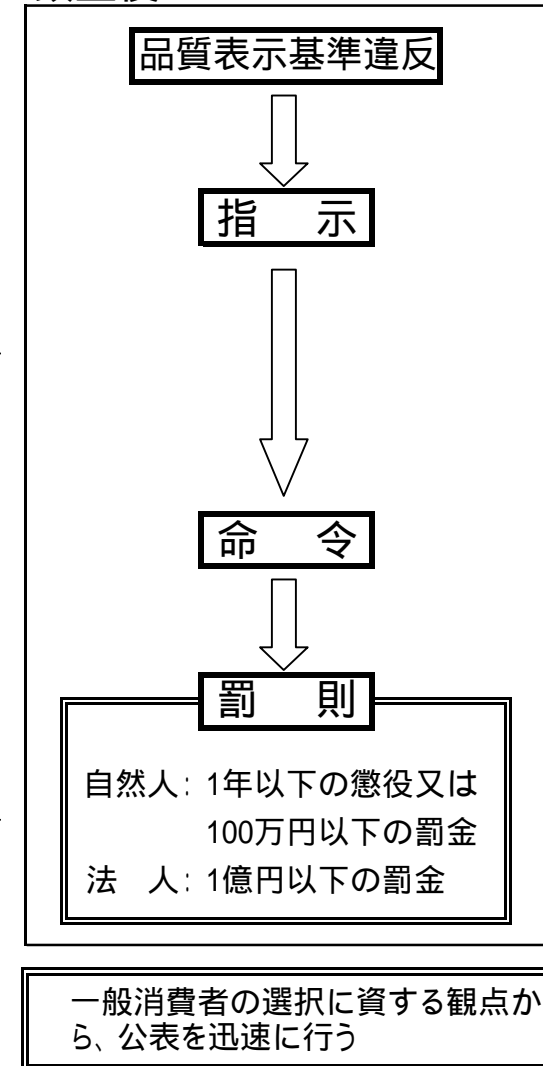 品質表示基準違反
指　示
命　令
罰　則
自然人：1年以下の懲役又は
100万円以下の罰金
法　人：1億円以下の罰金
一般消費者の選択に資する観点か
ら、公表を迅速に行う